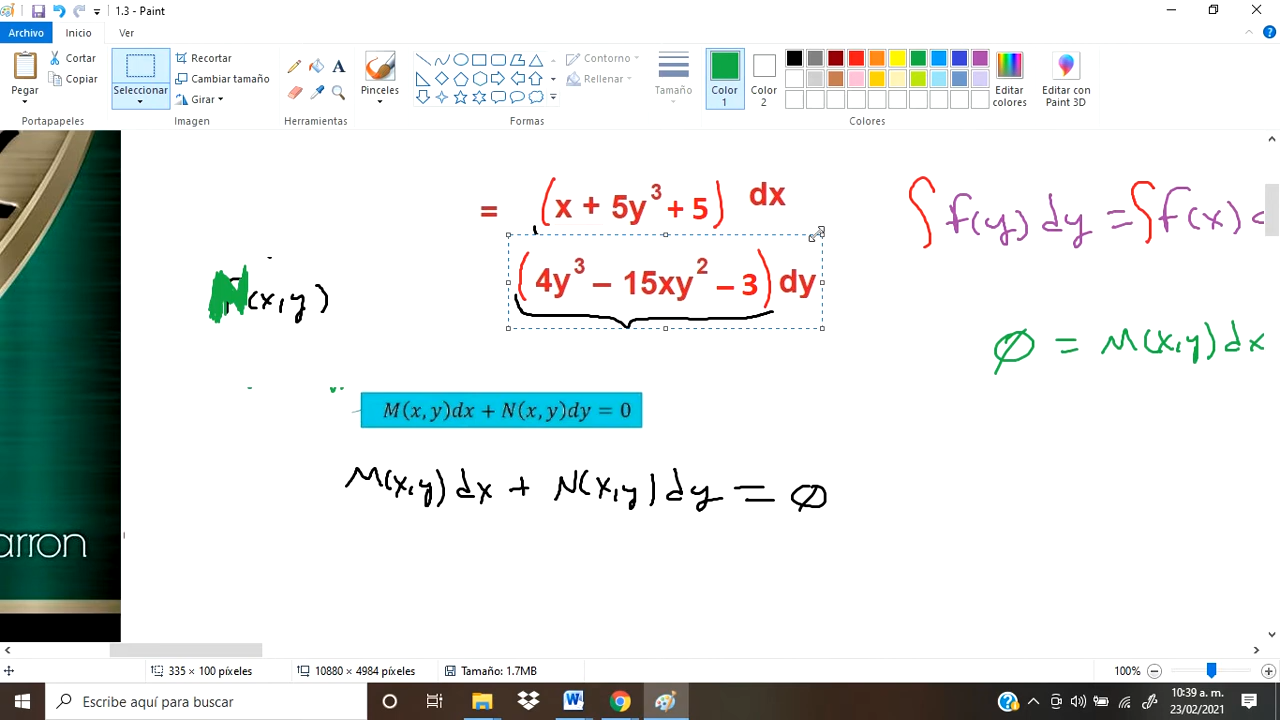 1.3 - Paint
Archivo Inicio Ver
Pegar
Cortar
Copiar
Portapapeles
Seleccionar
Recortar
Cambiar tamaño
Girar
Imagen
Herramientas
Pinceles
Contorno
Rellenar
Formas
Tamaño
Color 1
Color 2
Editar colores
Editar con Paint 3D
Colores
= (x + 5y³ + 5) dx
(4y³ − 15xy² − 3) dy
N(x,y)
∫ f(y) dy = ∫ f(x)
∅ = M(x,y) dx
M(x, y)dx + N(x, y)dy = 0
M(x,y) dx + N(x,y) dy = ∅
arron
335 × 100 píxeles
10880 × 4984 píxeles
Tamaño: 1.7MB
100%
Escribe aquí para buscar
10:39 a. m.
23/02/2021